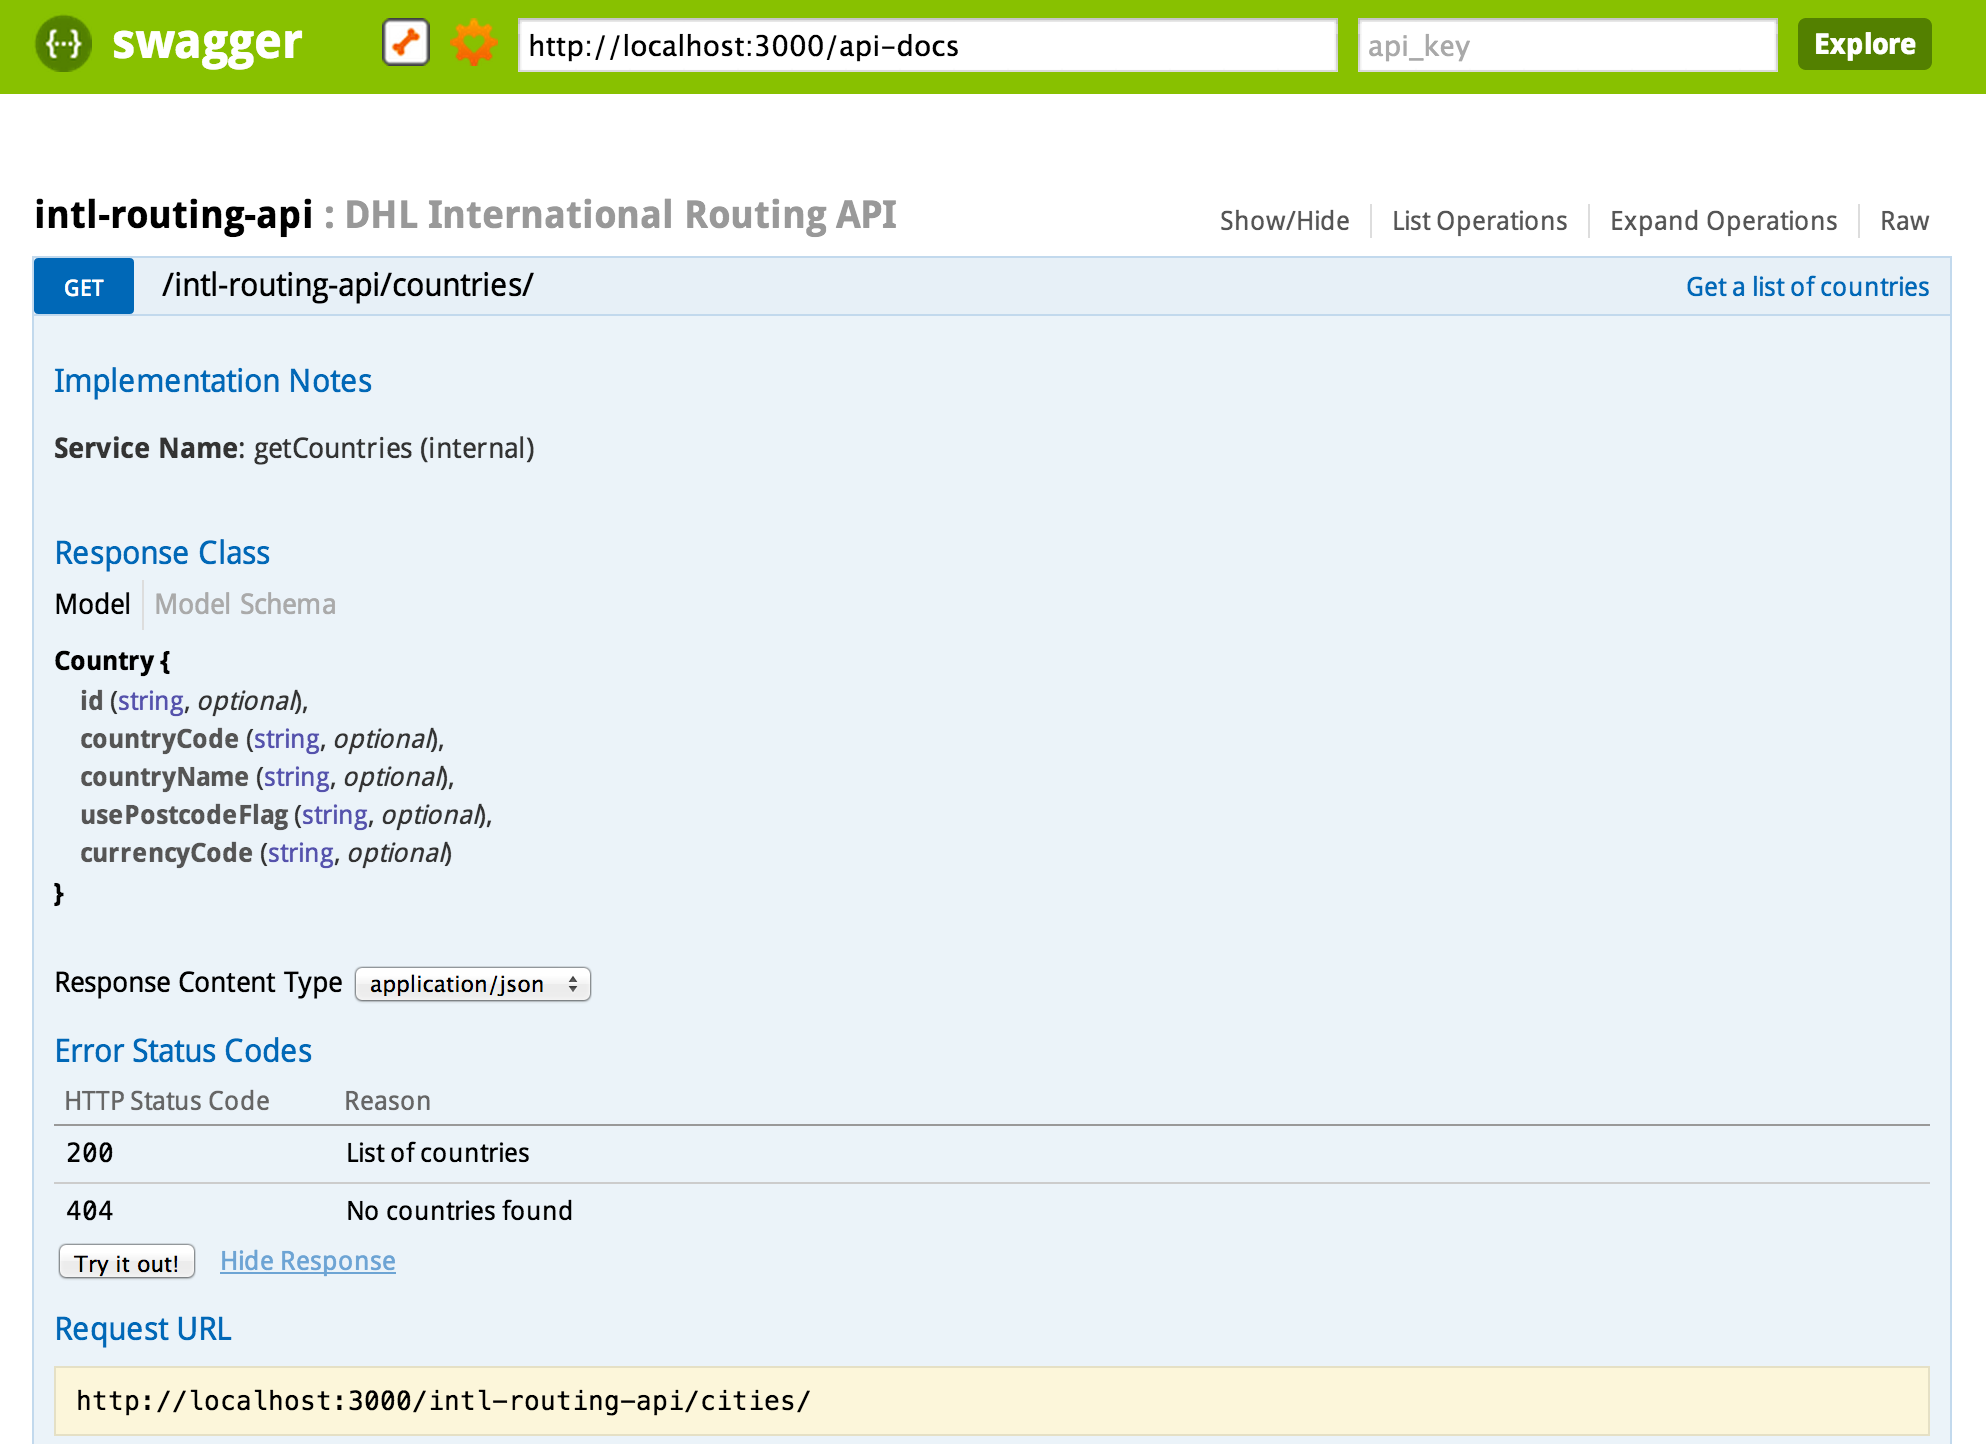 {···} swagger http://localhost:3000/api-docs api_key Explore
intl-routing-api : DHL International Routing API Show/Hide List Operations Expand Operations Raw
GET /intl-routing-api/countries/ Get a list of countries
Implementation Notes
Service Name: getCountries (internal)
Response Class
Model Model Schema
Country {
id (string, optional),
countryCode (string, optional),
countryName (string, optional),
usePostcodeFlag (string, optional),
currencyCode (string, optional)
}
Response Content Type application/json
Error Status Codes
HTTP Status Code Reason
200 List of countries
404 No countries found
Try it out! Hide Response
Request URL
http://localhost:3000/intl-routing-api/cities/